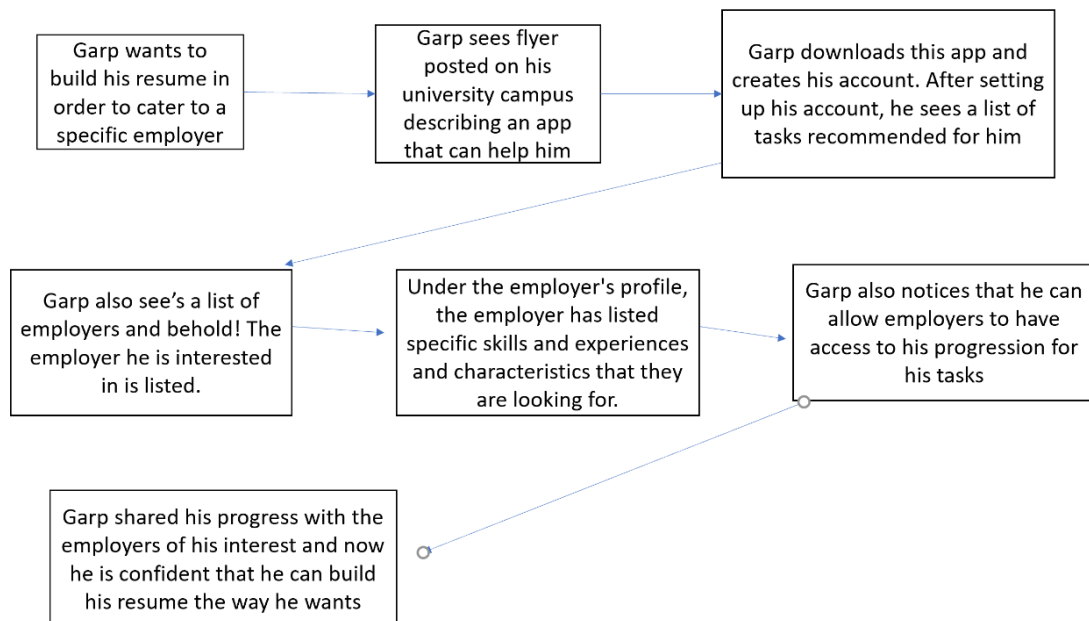 Garp wants to
build his resume in
order to cater to a
specific employer
Garp sees flyer
posted on his
university campus
describing an app
that can help him
Garp downloads this app and
creates his account. After setting
up his account, he sees a list of
tasks recommended for him
Garp also see’s a list of
employers and behold! The
employer he is interested
in is listed.
Under the employer's profile,
the employer has listed
specific skills and experiences
and characteristics that they
are looking for.
Garp also notices that he can
allow employers to have
access to his progression for
his tasks
Garp shared his progress with the
employers of his interest and now
he is confident that he can build
his resume the way he wants